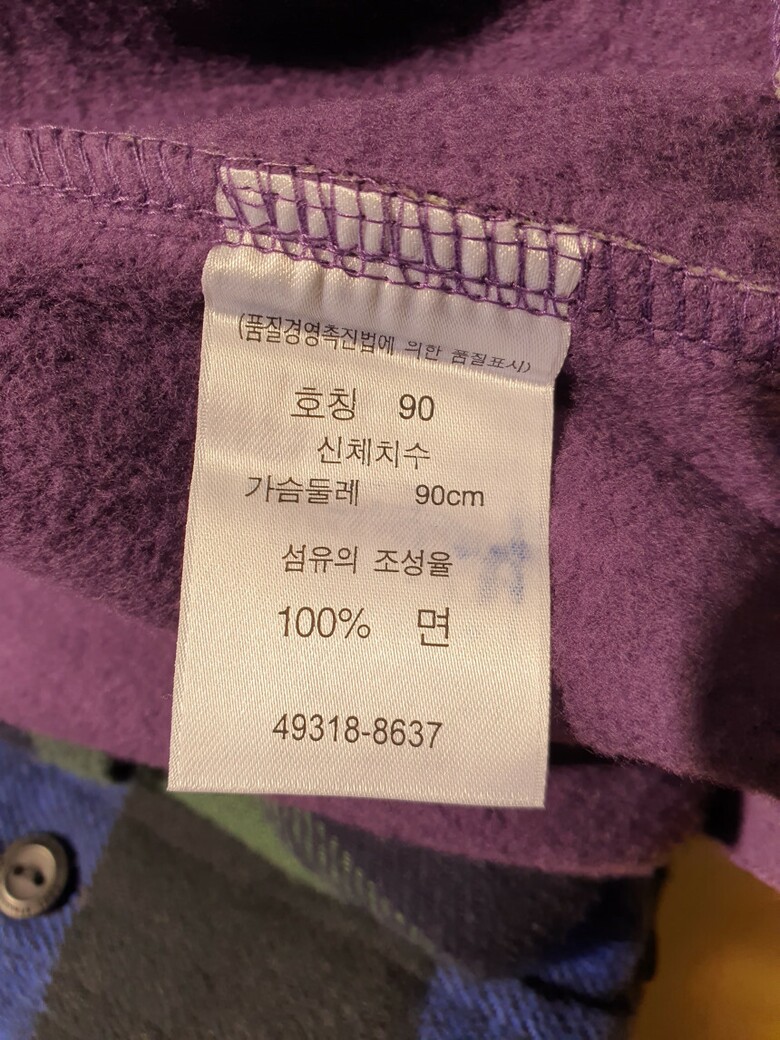 (품질경영촉진법에 의한 품질표시)
호칭 90
신체치수
가슴둘레 90cm
섬유의 조성율
100% 면
49318-8637